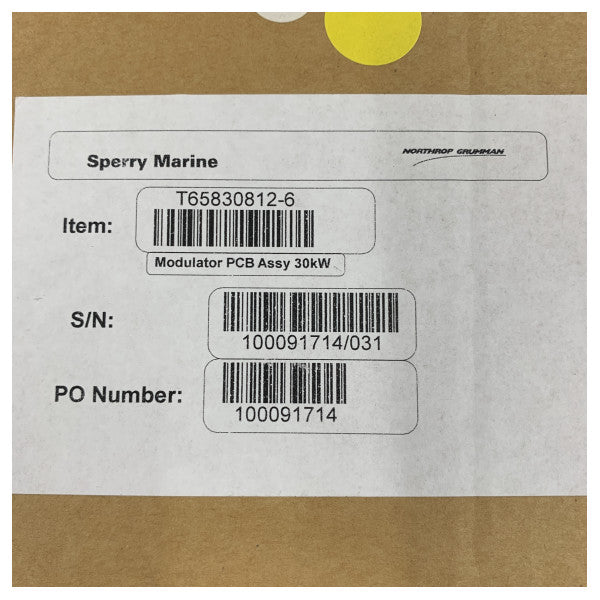 Sperry Marine
NORTHROP GRUMMAN
Item:
T65830812-6
Modulator PCB Assy 30kW
S/N:
100091714/031
PO Number:
100091714